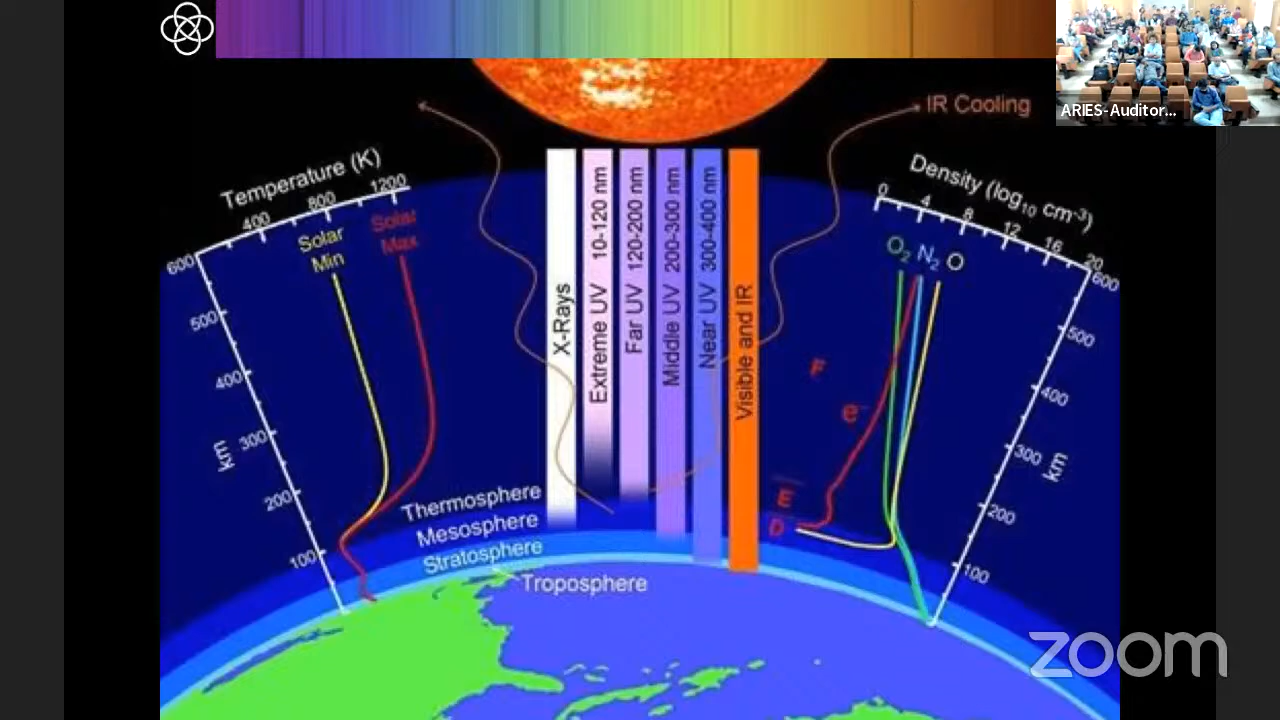 IR Cooling
ARIES-Auditor...
Temperature (K)
400
800
1200
Solar
Min
Solar
Max
600
500
400
300
200
100
km
X-Rays
Extreme UV 10-120 nm
Far UV 120-200 nm
Middle UV 200-300 nm
Near UV 300-400 nm
Visible and IR
Density (log10 cm-3)
0
4
8
12
16
20
O2 N2 O
F
e-
E
D
600
500
400
300
200
100
km
Thermosphere
Mesosphere
Stratosphere
Troposphere
zoom